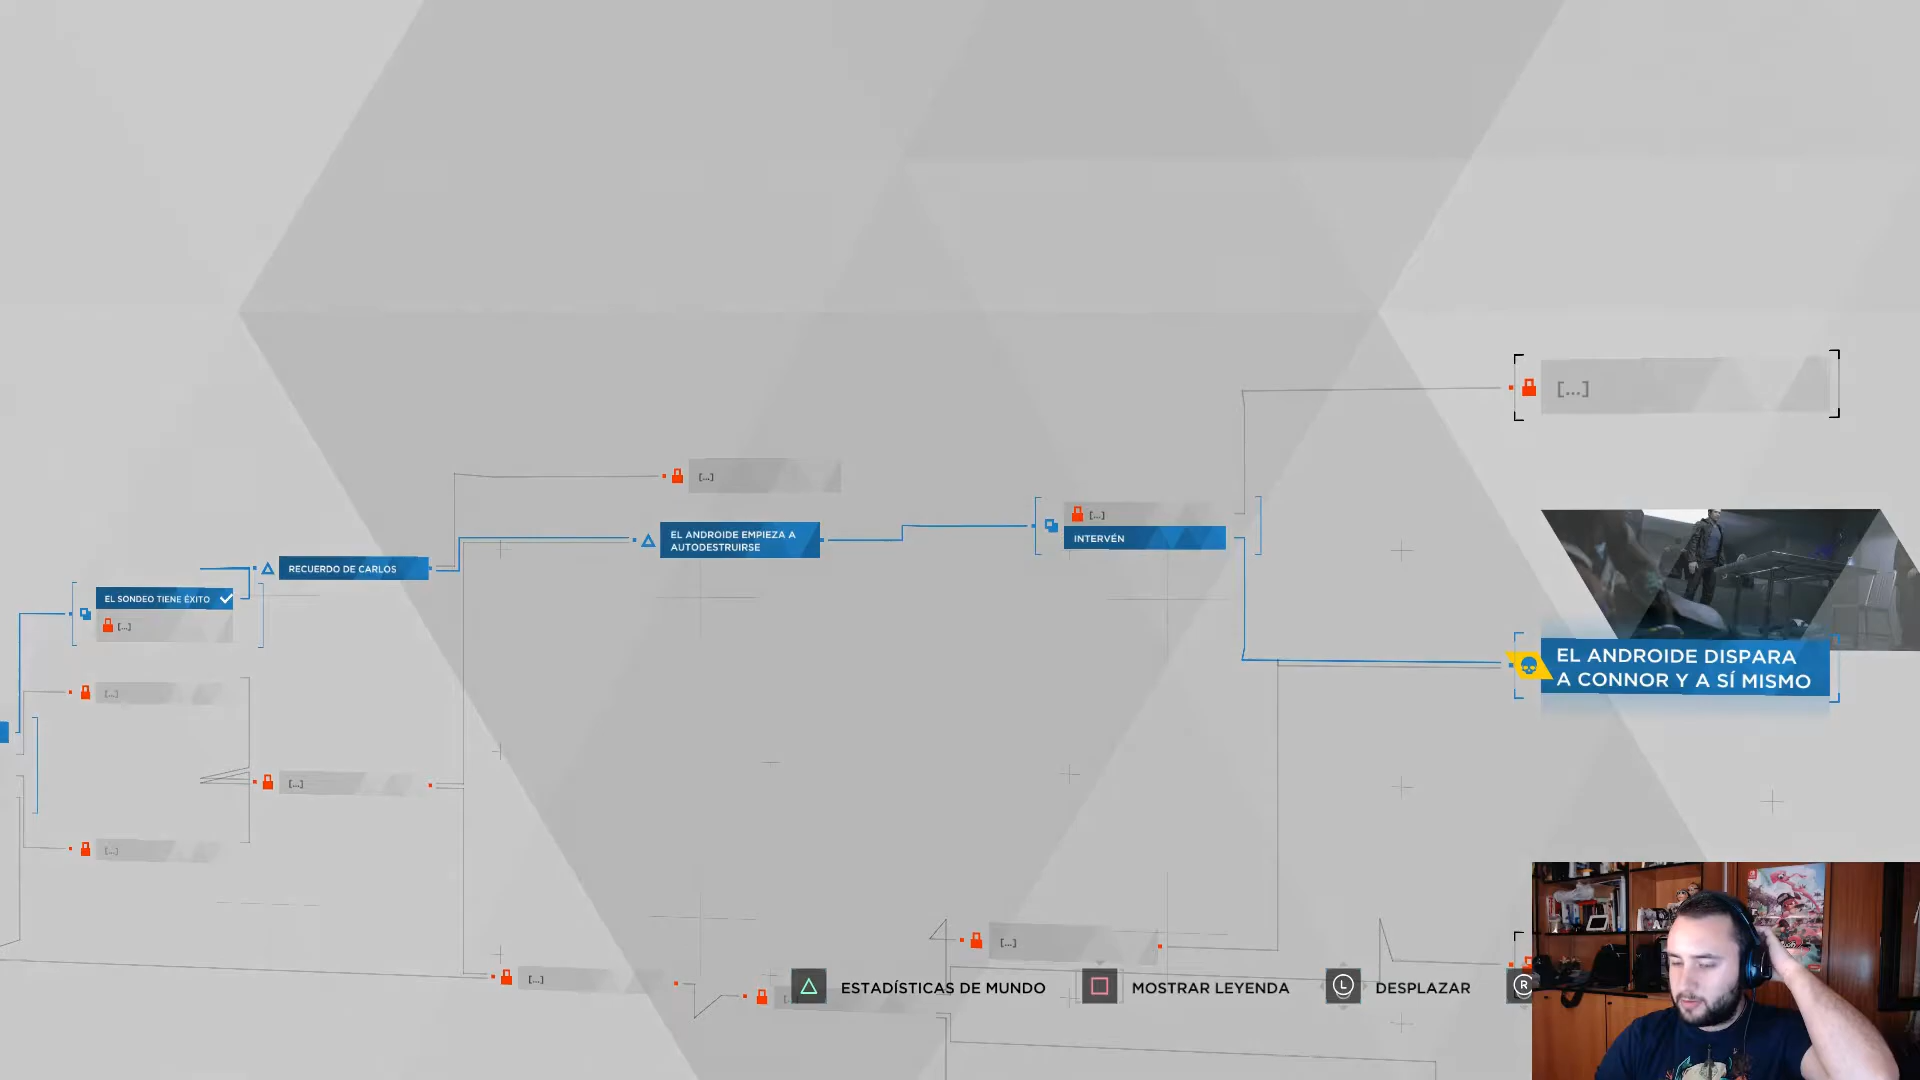 [...]
[...]
EL ANDROIDE EMPIEZA A
AUTODESTRUIRSE
[...]
INTERVÉN
RECUERDO DE CARLOS
EL SONDEO TIENE ÉXITO
[...]
EL ANDROIDE DISPARA
A CONNOR Y A SÍ MISMO
[...]
[...]
[...]
[...]
[...]
ESTADÍSTICAS DE MUNDO
MOSTRAR LEYENDA
L
DESPLAZAR
R